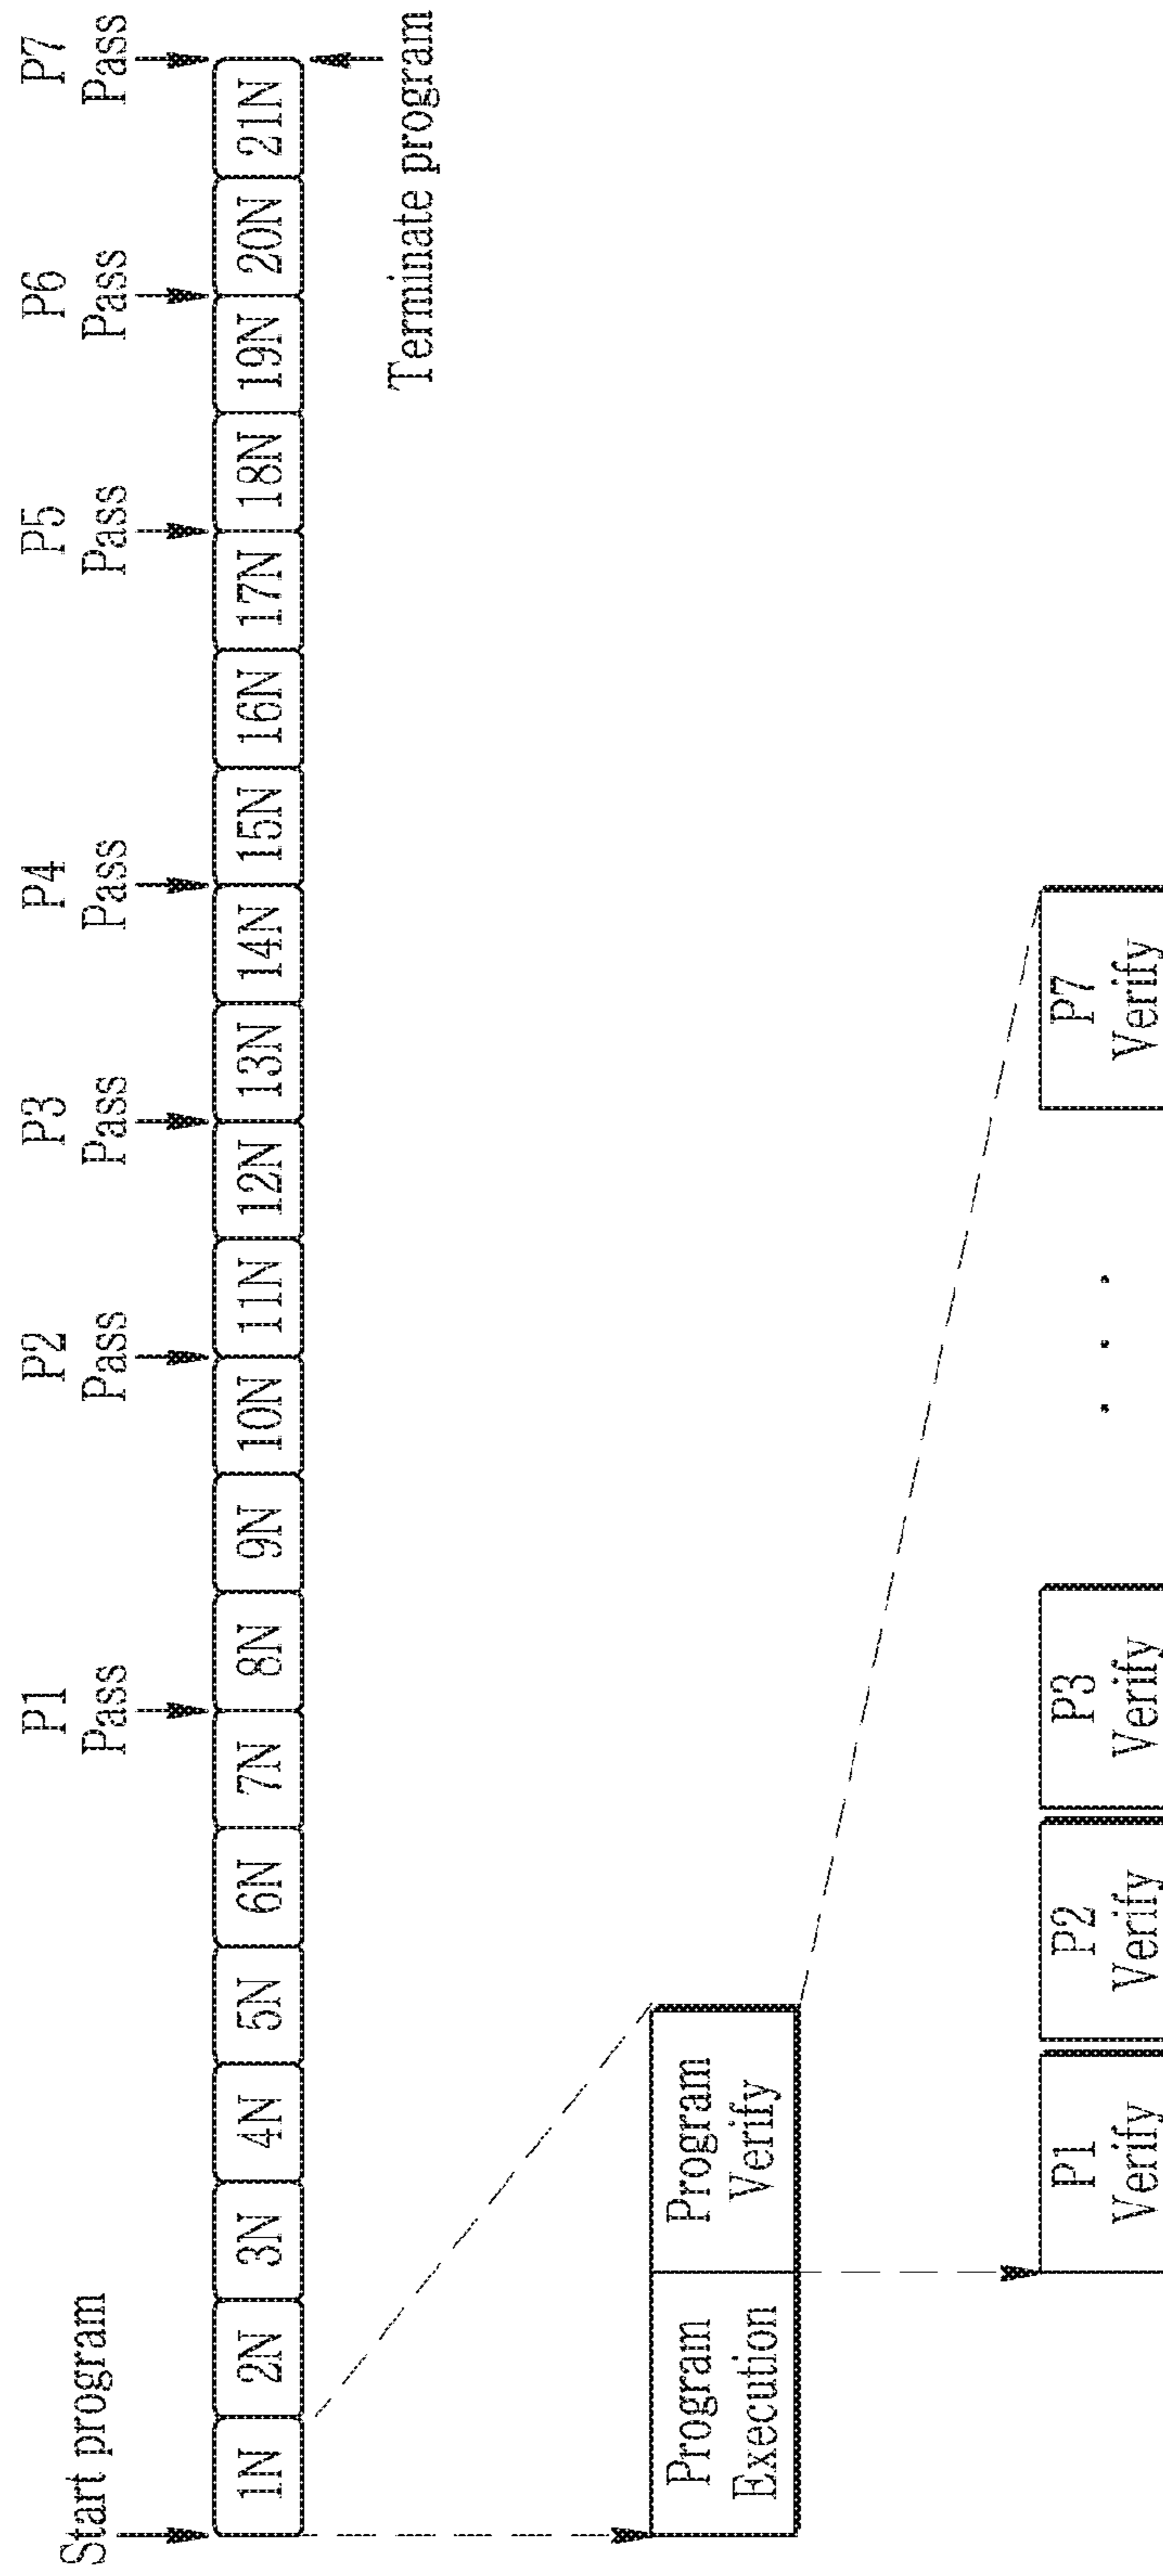 Start program
P1
Pass
P2
Pass
P3
Pass
P4
Pass
P5
Pass
P6
Pass
P7
Pass
1N 2N 3N 4N 5N 6N 7N 8N 9N 10N 11N 12N 13N 14N 15N 16N 17N 18N 19N 20N 21N
Terminate program
Program
Execution
Program
Verify
P1
Verify
P2
Verify
P3
Verify
. . .
P7
Verify